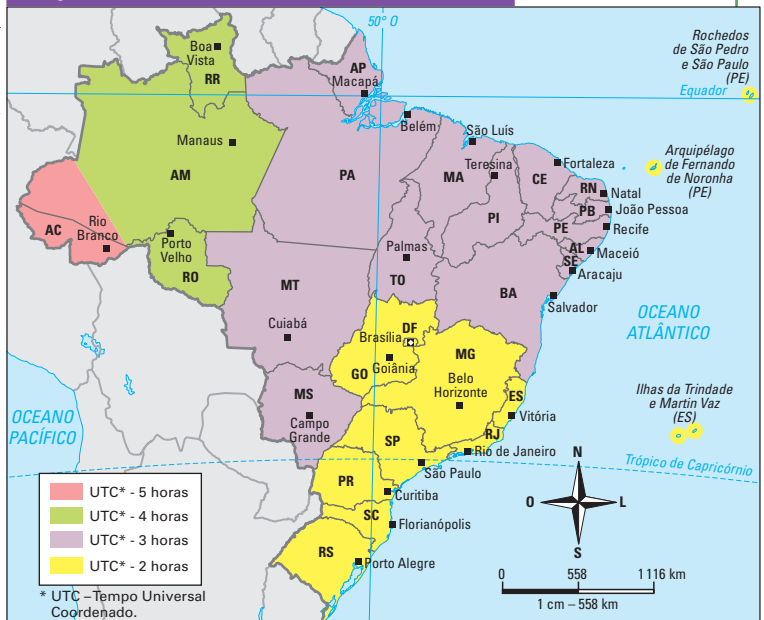 50° O
Rochedos
de São Pedro
e São Paulo
(PE)
Equador
Boa
Vista
RR
AP
Macapá
Belém
São Luís
Manaus
Teresina
Fortaleza
Arquipélago
de Fernando
de Noronha
(PE)
AM
PA
MA
CE
RN
Natal
PB
João Pessoa
PI
PE
Recife
AC
Rio
Branco
Porto
Velho
Palmas
AL
Maceió
SE
Aracaju
RO
MT
TO
BA
Salvador
OCEANO
ATLÂNTICO
Cuiabá
Brasília
DF
Goiânia
GO
MG
Belo
Horizonte
ES
Vitória
Ilhas da Trindade
e Martin Vaz
(ES)
MS
Campo
Grande
OCEANO
PACÍFICO
SP
RJ
Rio de Janeiro
São Paulo
Trópico de Capricórnio
PR
Curitiba
SC
Florianópolis
RS
Porto Alegre
N
O
L
S
UTC* - 5 horas
UTC* - 4 horas
UTC* - 3 horas
UTC* - 2 horas
* UTC – Tempo Universal
Coordenado.
0 558 1 116 km
1 cm – 558 km